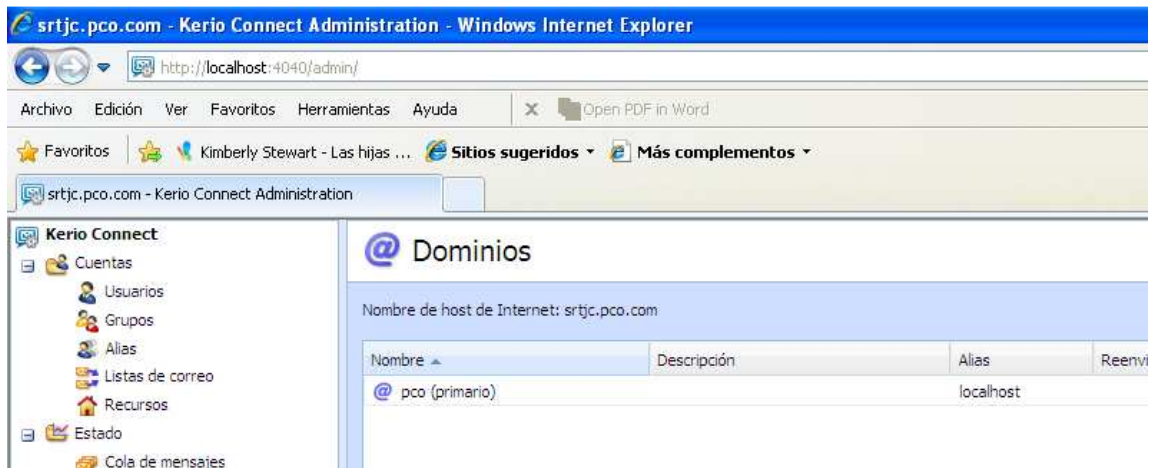 srtjc.pco.com - Kerio Connect Administration - Windows Internet Explorer
http://localhost:4040/admin/
Archivo Edición Ver Favoritos Herramientas Ayuda X Open PDF in Word
Favoritos Kimberly Stewart - Las hijas ... Sitios sugeridos Más complementos
srtjc.pco.com - Kerio Connect Administration
Kerio Connect
Cuentas
Usuarios
Grupos
Alias
Listas de correo
Recursos
Estado
Cola de mensajes
@ Dominios
Nombre de host de Internet: srtjc.pco.com
Nombre Descripción Alias Reenvi
@ pco (primario) localhost